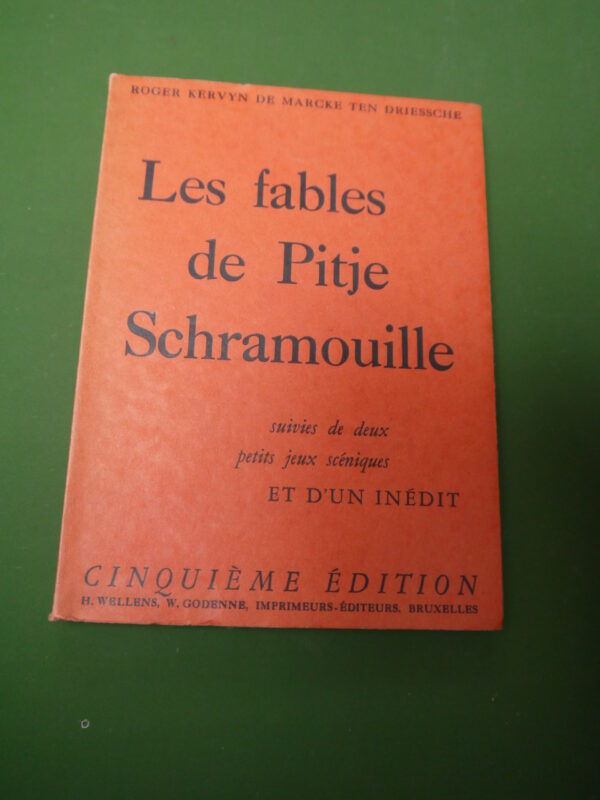 ROGER KERVYN DE MARCKE TEN DRIESSCHE
Les fables
de Pitje
Schramouille
suivies de deux
petits jeux scéniques
ET D'UN INÉDIT
CINQUIÈME ÉDITION
H. WELLENS, W. GODENNE, IMPRIMEURS-ÉDITEURS, BRUXELLES